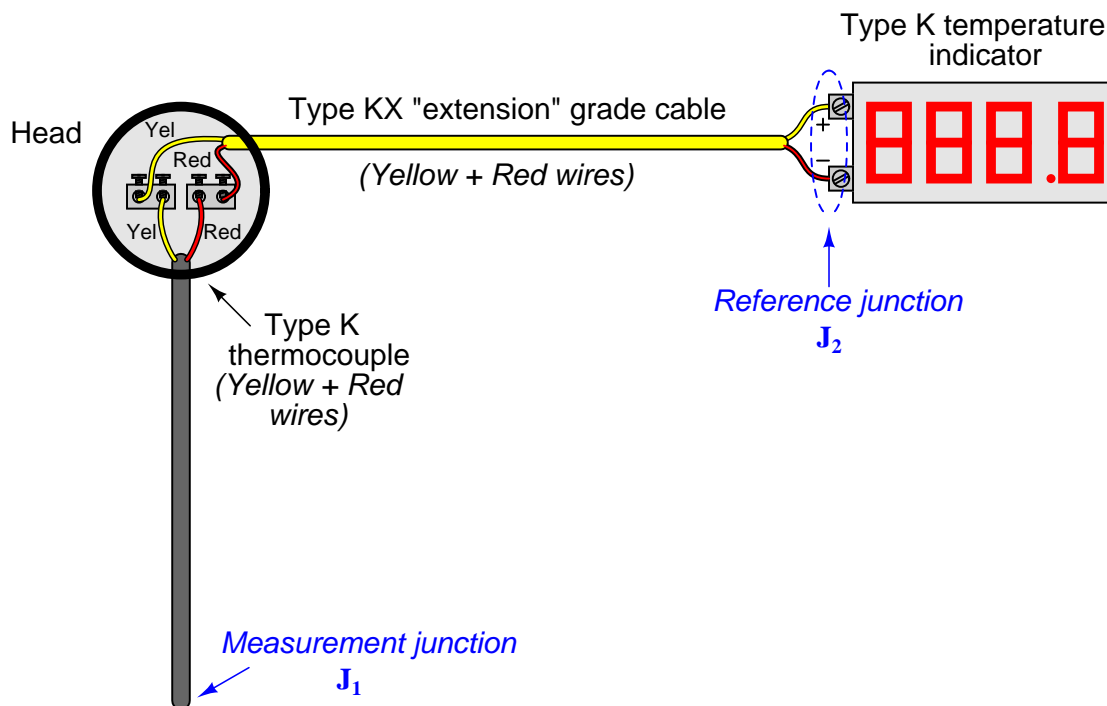 Type K temperature
indicator
Type KX "extension" grade cable
Head
Yel
Red
+
(Yellow + Red wires)
–
888.8
Yel
Red
Reference junction
J2
Type K
thermocouple
(Yellow + Red
wires)
Measurement junction
J1